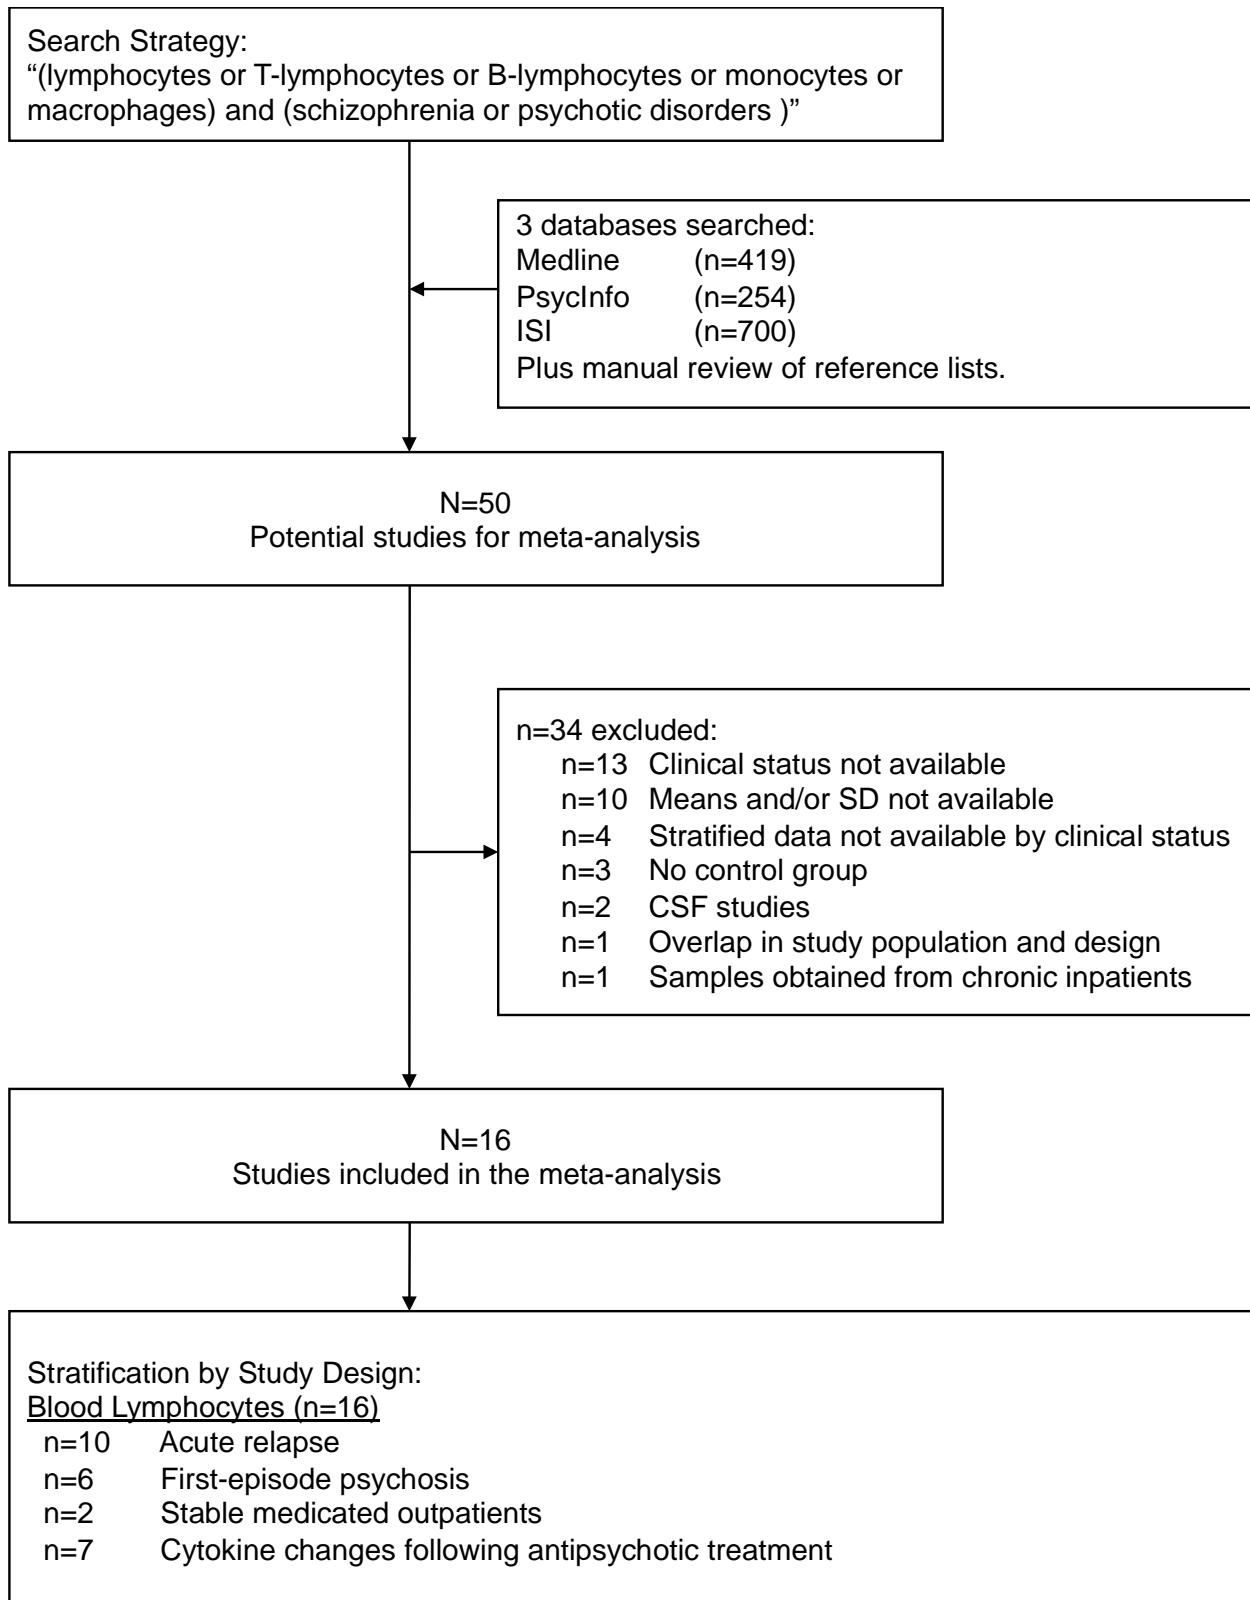 Search Strategy:
“(lymphocytes or T-lymphocytes or B-lymphocytes or monocytes or
macrophages) and (schizophrenia or psychotic disorders )”
3 databases searched:
Medline (n=419)
PsycInfo (n=254)
ISI (n=700)
Plus manual review of reference lists.
N=50
Potential studies for meta-analysis
n=34 excluded:
n=13 Clinical status not available
n=10 Means and/or SD not available
n=4 Stratified data not available by clinical status
n=3 No control group
n=2 CSF studies
n=1 Overlap in study population and design
n=1 Samples obtained from chronic inpatients
N=16
Studies included in the meta-analysis
Stratification by Study Design:
Blood Lymphocytes (n=16)
n=10 Acute relapse
n=6 First-episode psychosis
n=2 Stable medicated outpatients
n=7 Cytokine changes following antipsychotic treatment